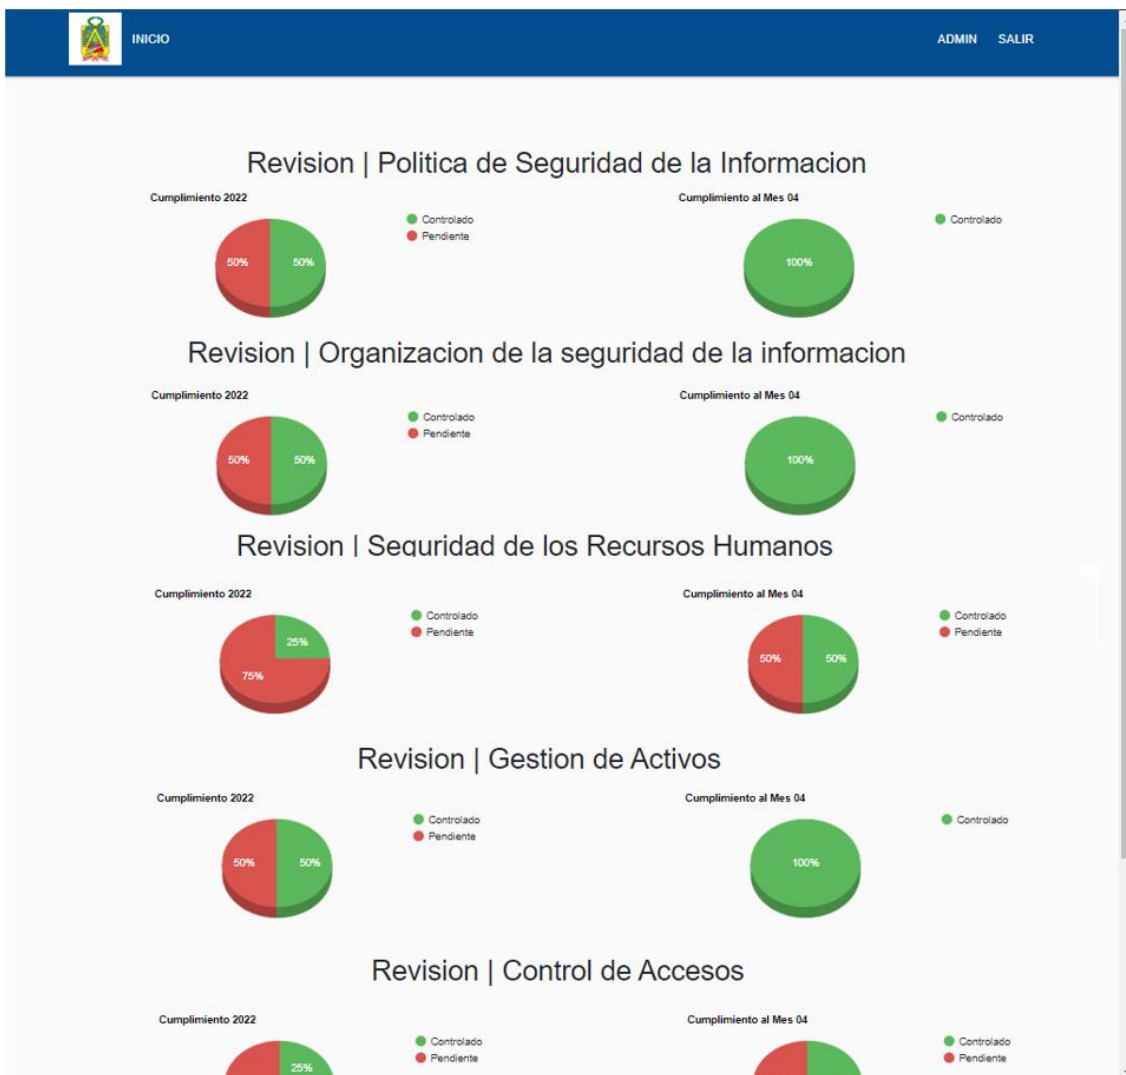 INICIO ADMIN SALIR
Revision | Politica de Seguridad de la Informacion
Cumplimiento 2022
Controlado
Pendiente
50% 50%
Cumplimiento al Mes 04
Controlado
100%
Revision | Organizacion de la seguridad de la informacion
Cumplimiento 2022
Controlado
Pendiente
50% 50%
Cumplimiento al Mes 04
Controlado
100%
Revision | Seguridad de los Recursos Humanos
Cumplimiento 2022
Controlado
Pendiente
25%
75%
Cumplimiento al Mes 04
Controlado
Pendiente
50% 50%
Revision | Gestion de Activos
Cumplimiento 2022
Controlado
Pendiente
50% 50%
Cumplimiento al Mes 04
Controlado
100%
Revision | Control de Accesos
Cumplimiento 2022
Controlado
Pendiente
25%
Cumplimiento al Mes 04
Controlado
Pendiente